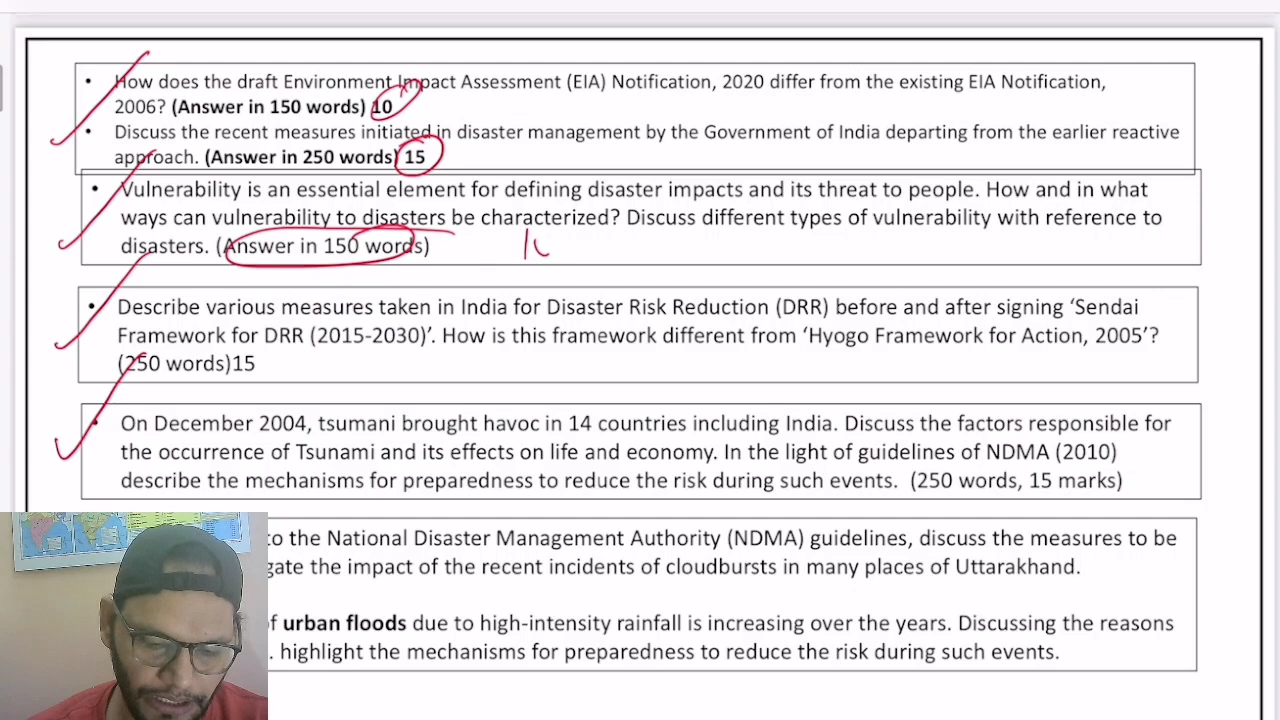 • How does the draft Environment Impact Assessment (EIA) Notification, 2020 differ from the existing EIA Notification,
2006? (Answer in 150 words) 10
• Discuss the recent measures initiated in disaster management by the Government of India departing from the earlier reactive
approach. (Answer in 250 words) 15
• Vulnerability is an essential element for defining disaster impacts and its threat to people. How and in what
ways can vulnerability to disasters be characterized? Discuss different types of vulnerability with reference to
disasters. (Answer in 150 words)
• Describe various measures taken in India for Disaster Risk Reduction (DRR) before and after signing ‘Sendai
Framework for DRR (2015-2030)’. How is this framework different from ‘Hyogo Framework for Action, 2005’?
(250 words)15
• On December 2004, tsumani brought havoc in 14 countries including India. Discuss the factors responsible for
the occurrence of Tsunami and its effects on life and economy. In the light of guidelines of NDMA (2010)
describe the mechanisms for preparedness to reduce the risk during such events. (250 words, 15 marks)
to the National Disaster Management Authority (NDMA) guidelines, discuss the measures to be
the impact of the recent incidents of cloudbursts in many places of Uttarakhand.
urban floods due to high-intensity rainfall is increasing over the years. Discussing the reasons
. highlight the mechanisms for preparedness to reduce the risk during such events.